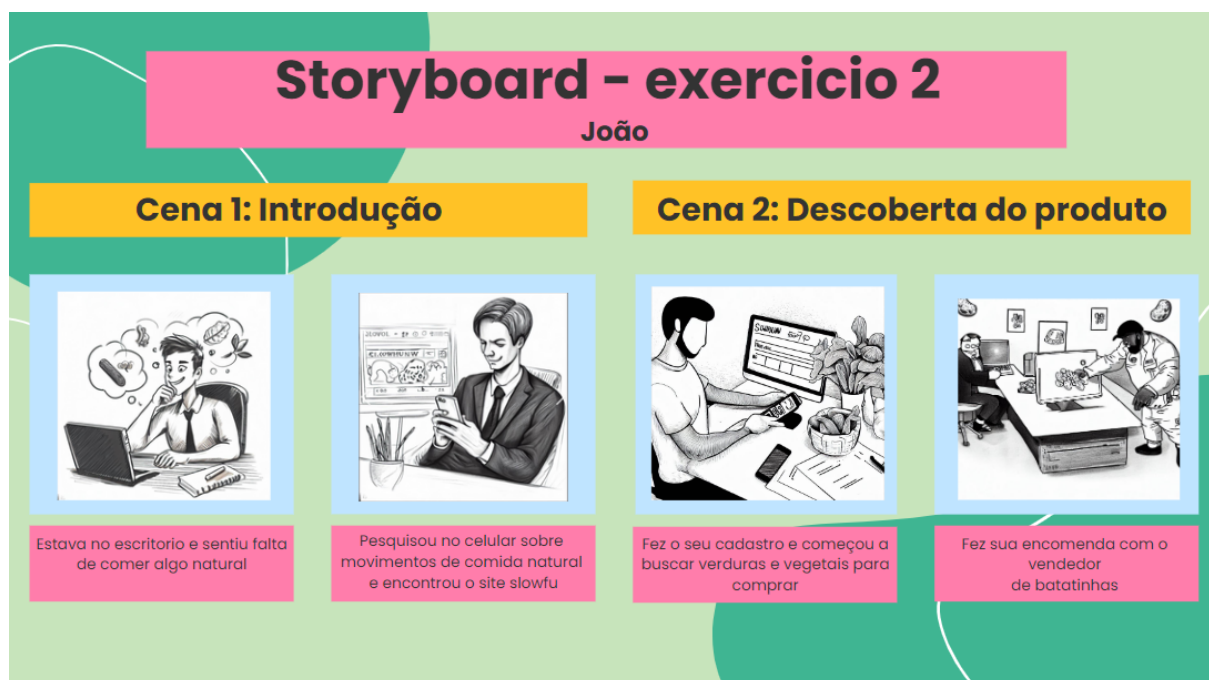 Storyboard - exercicio 2
João
Cena 1: Introdução
Cena 2: Descoberta do produto
Estava no escritorio e sentiu falta
de comer algo natural
Pesquisou no celular sobre
movimentos de comida natural
e encontrou o site slowfu
Fez o seu cadastro e começou a
buscar verduras e vegetais para
comprar
Fez sua encomenda com o
vendedor
de batatinhas